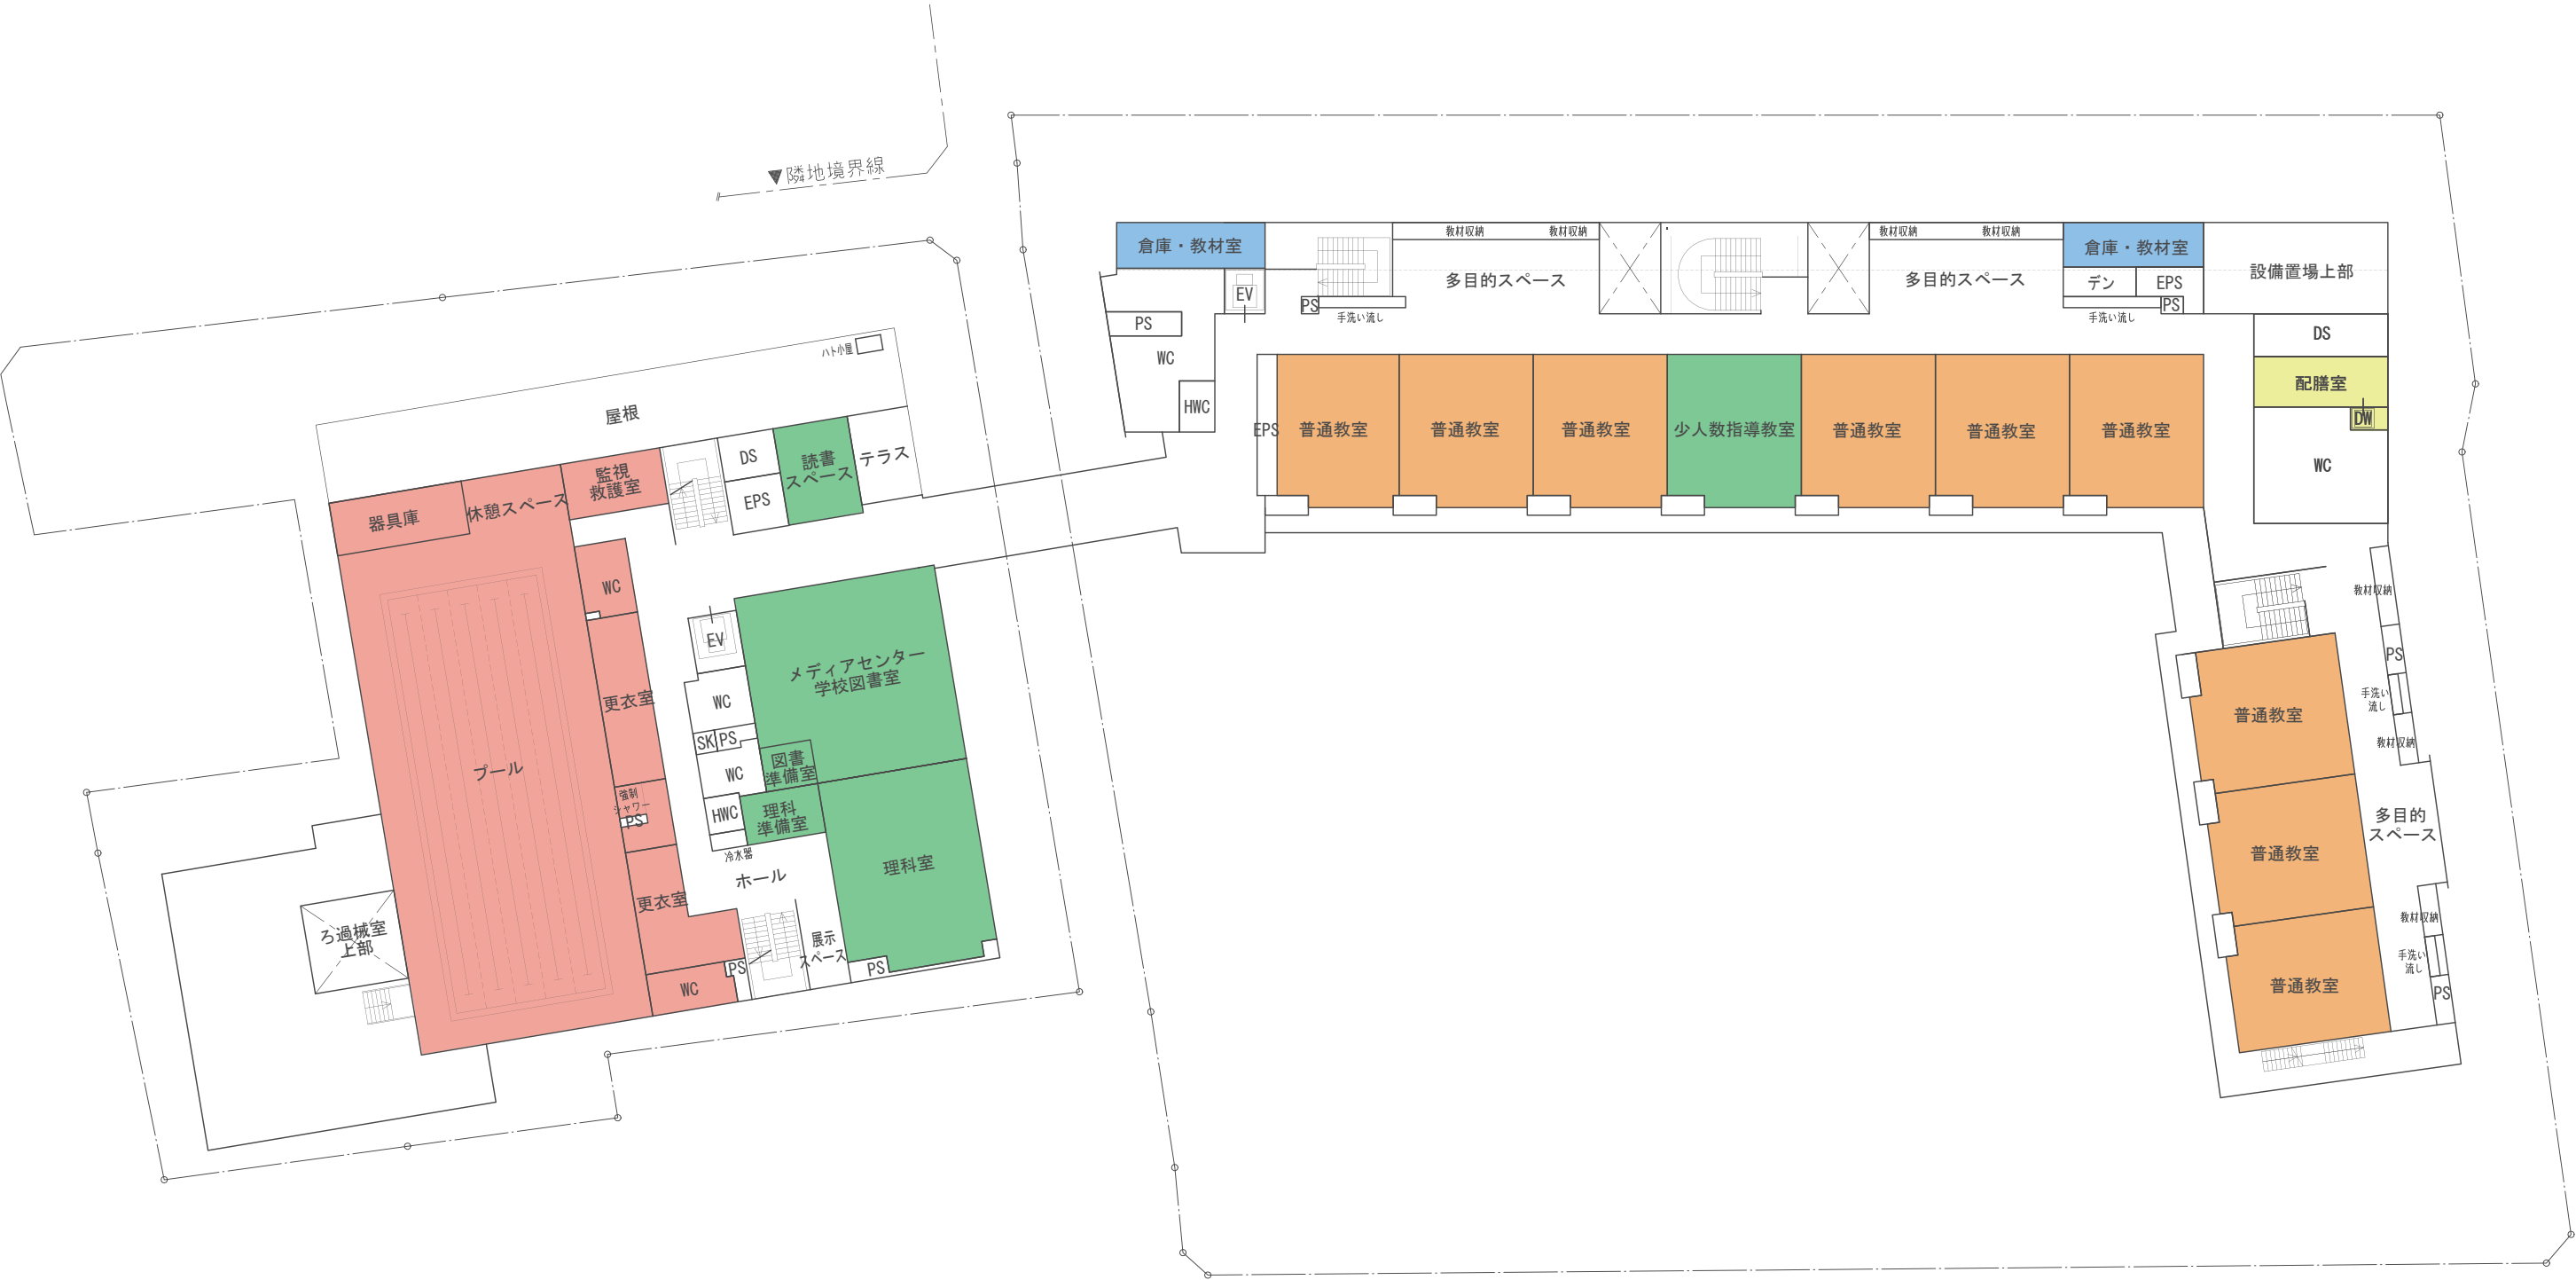 ▼隣地境界線
ハト小屋
屋根
器具庫
休憩スペース
監視
救護室
DS
EPS
読書
スペース
テラス
WC
更衣室
プール
強制
シャワー
PS
更衣室
WC
PS
ろ過械室
上部
EV
WC
SK
PS
WC
HWC
冷水器
ホール
メディアセンター
学校図書室
図書
準備室
理科
準備室
理科室
展示
スペース
PS
倉庫・教材室
EV
PS
WC
HWC
PS
手洗い流し
教材収納
教材収納
多目的スペース
教材収納
教材収納
多目的スペース
倉庫・教材室
デン
EPS
PS
手洗い流し
設備置場上部
DS
配膳室
DW
WC
EPS
普通教室
普通教室
普通教室
少人数指導教室
普通教室
普通教室
普通教室
教材収納
PS
手洗い
流し
教材収納
普通教室
普通教室
普通教室
多目的
スペース
教材収納
手洗い
流し
PS